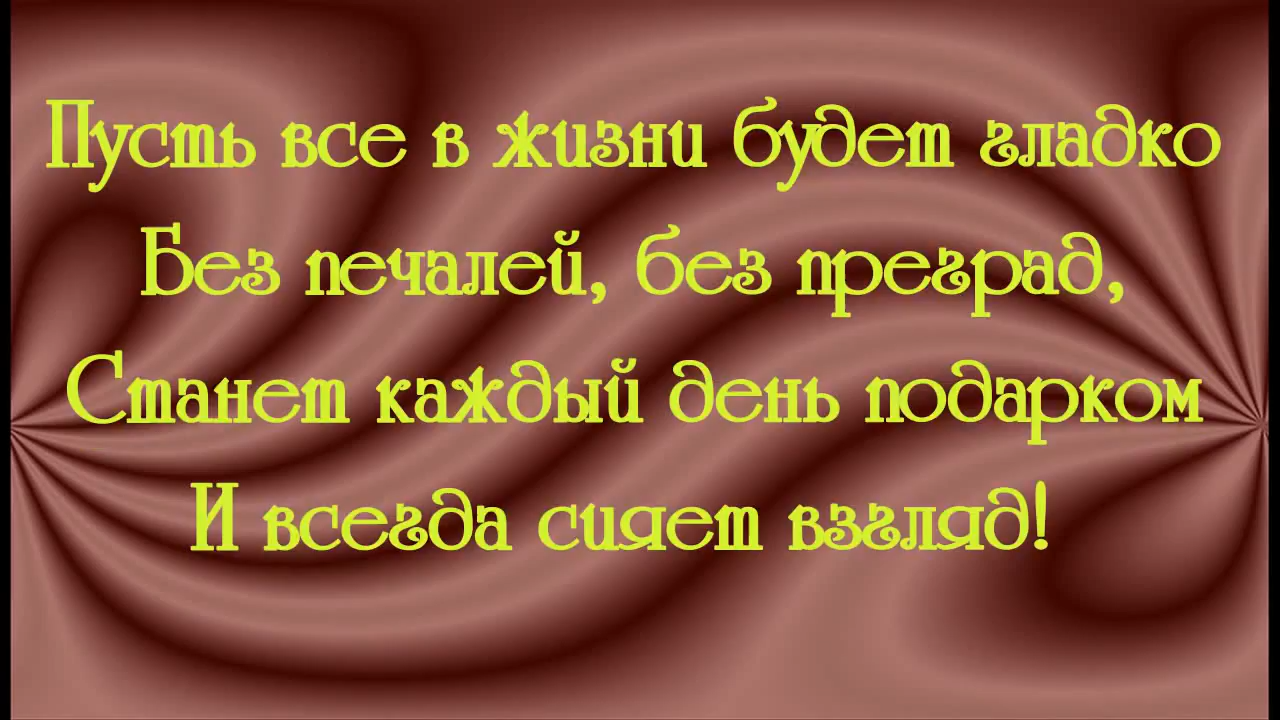 Пусть все в жизни будет гладко
Без печалей, без преград,
Станет каждый день подарком
И всегда сияет взгляд!